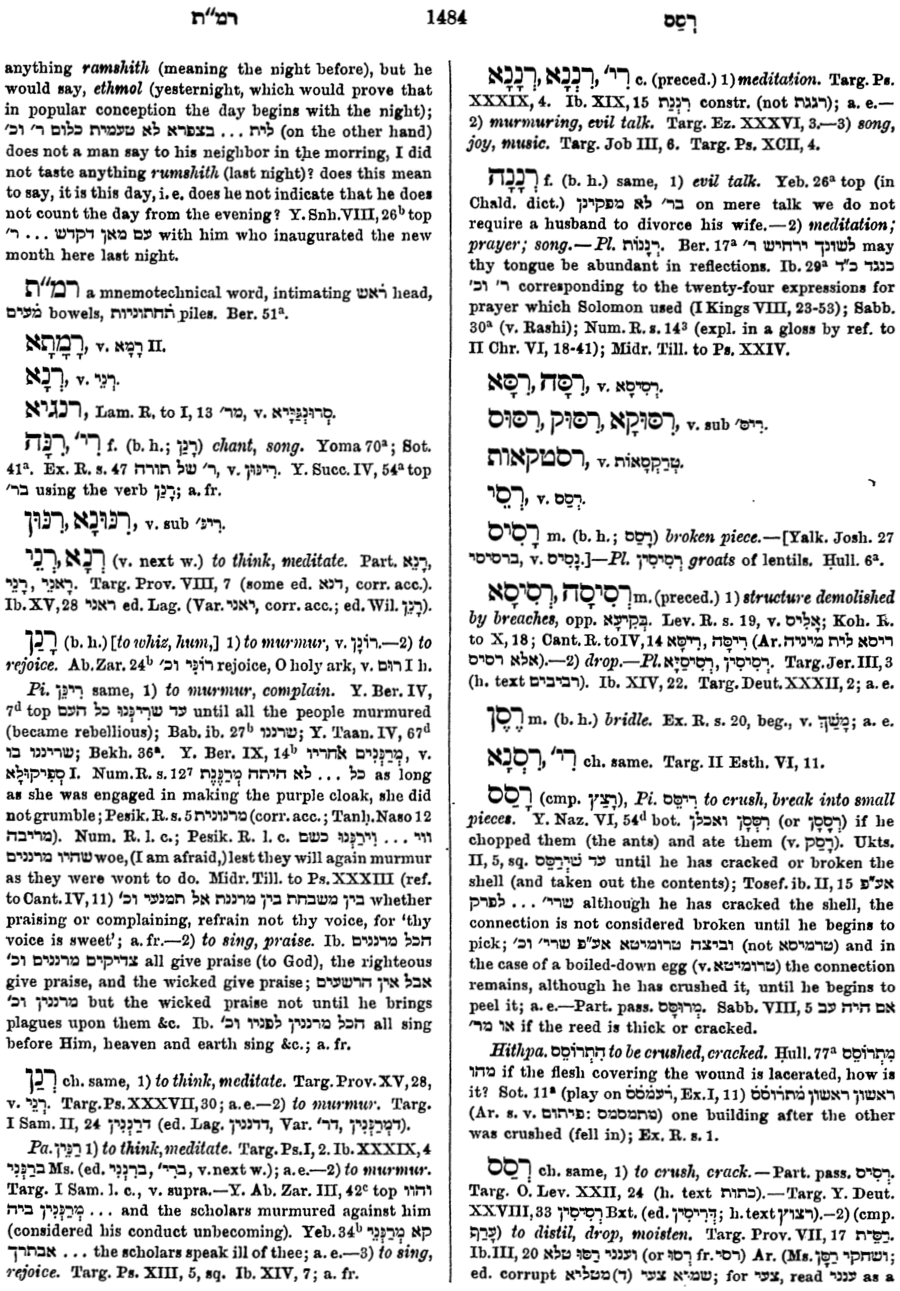 רמ״ת
1484
רְסַס
anything ramshith (meaning the night before), but he
would say, ethmol (yesternight, which would prove that
in popular conception the day begins with the night);
לית ... בצפרא לא טעמית כלום ר׳ וכ׳ (on the other hand)
does not a man say to his neighbor in the morring, I did
not taste anything rumshith (last night)? does this mean
to say, it is this day, i. e. does he not indicate that he does
not count the day from the evening? Y. Snh. VIII, 26b top
עם מאן דקדש ... ר׳ with him who inaugurated the new
month here last night.
רמ״ת a mnemotechnical word, intimating ראש head,
מעים bowels, תחתוניות piles. Ber. 51a.
רָמָתָא, v. רָמָא II.
רְנָא, v. רְנֵי.
רנגיא, Lam. R. to I, 13 מר׳, v. סְרוּנְגַּיָּיא.
רִנָּה, רִי׳ f. (b. h.; רָנַן) chant, song. Yoma 70a; Sot.
41a. Ex. R. s. 47 ר׳ של תורה, v. רִינּוּן. Y. Succ. IV, 54a top
בר׳ using the verb רָנַן; a. fr.
רִנּוּן, רִנּוּנָא, v. sub רִינּ׳.
רְנָא, רְנֵי (v. next w.) to think, meditate. Part. רְנָא,
רָאנֵי, רָנֵי. Targ. Prov. VIII, 7 (some ed. דנא, corr. acc.).
Ib. XV, 28 ראני ed. Lag. (Var. יאני, corr. acc.; ed. Wil. רָנַן).
רָנַן (b. h.) [to whiz, hum,] 1) to murmur, v. רוֹנֵן.—2) to
rejoice. Ab. Zar. 24b רוֹנִּי וכ׳ rejoice, O holy ark, v. רום I h.
Pi. רִינֵּן same, 1) to murmur, complain. Y. Ber. IV,
7d top עד שרִינְּנוּ כל העם until all the people murmured
(became rebellious); Bab. ib. 27b שרננו; Y. Taan. IV, 67d
שריננו בו; Bekh. 36a. Y. Ber. IX, 14b מְרַנְּנִים אחריו, v.
סְפִיקוּלָא I. Num. R. s. 127 כל ... לא היתה מְרַנֶּנֶת as long
as she was engaged in making the purple cloak, she did
not grumble; Pesik. R. s. 5 מרנונית (corr. acc.; Tanḥ. Naso 12
מריבה). Num. R. l. c.; Pesik. R. l. c. ווי ... וִירַנְּנוּ כשם
שהיו מרננים woe, (I am afraid,) lest they will again murmur
as they were wont to do. Midr. Till. to Ps. XXXIII (ref.
to Cant. IV, 11) בין משבחת בין מרננת אל תמנעי וכ׳ whether
praising or complaining, refrain not thy voice, for ‘thy
voice is sweet’; a. fr.—2) to sing, praise. Ib. הכל מרננים
צדיקים מרננים וכ׳ all give praise (to God), the righteous
give praise, and the wicked give praise; אבל אין הרשעים
מרננין וכ׳ but the wicked praise not until he brings
plagues upon them &c. Ib. הכל מרננין לפניו וכ׳ all sing
before Him, heaven and earth sing &c.; a. fr.
רְנַן ch. same, 1) to think, meditate. Targ. Prov. XV, 28,
v. רְנֵי. Targ. Ps. XXXVII, 30; a. e.—2) to murmur. Targ.
I Sam. II, 24 דרָנְנִין (ed. Lag. דרננין, Var. דר׳, דמְרַנְּנִין).
Pa. רַנֵּין 1) to think, meditate. Targ. Ps. I, 2. Ib. XXXIX, 4
ברַנְּנִי Ms. (ed. ברִנְנִי, ברי׳, v. next w.); a. e.—2) to murmur.
Targ. I Sam. l. c., v. supra.—Y. Ab. Zar. III, 42c top והוו
מְרַנְּנִין ביה ... and the scholars murmured against him
(considered his conduct unbecoming). Yeb. 34b קא מְרַנְּנֵי
אבתרך ... the scholars speak ill of thee; a. e.—3) to sing,
rejoice. Targ. Ps. XIII, 5, sq. Ib. XIV, 7; a. fr.
רְנָנָא, רִנְנָא, רִי׳ c. (preced.) 1) meditation. Targ. Ps.
XXXIX, 4. Ib. XIX, 15 רִנְנַת constr. (not רנגת); a. e.—
2) murmuring, evil talk. Targ. Ez. XXXVI, 3.—3) song,
joy, music. Targ. Job III, 6. Targ. Ps. XCII, 4.
רְנָנָה f. (b. h.) same, 1) evil talk. Yeb. 26a top (in
Chald. dict.) בר׳ לא מפקינן on mere talk we do not
require a husband to divorce his wife.—2) meditation;
prayer; song.—Pl. רְנָנוֹת. Ber. 17a לשונך ירחיש ר׳ may
thy tongue be abundant in reflections. Ib. 29a כנגד כ״ד
ר׳ וכ׳ corresponding to the twenty-four expressions for
prayer which Solomon used (I Kings VIII, 23-53); Sabb.
30a (v. Rashi); Num. R. s. 143 (expl. in a gloss by ref. to
II Chr. VI, 18-41); Midr. Till. to Ps. XXIV.
רִסָּה, רִסָּא, v. רְסִיסָא.
רִסּוּס, רִסּוּק, רִסּוּקָא, v. sub רִיס׳.
רסטקאות, v. טְרַקְסָאוֹת.
רְסֵי, v. רְסַס.
רָסִיס m. (b. h.; רָסַס) broken piece.—[Yalk. Josh. 27
ברסיסי, v. נְסִיס.]—Pl. רְסִיסִין groats of lentils. Ḥull. 6a.
רְסִיסָה, רְסִיסָא m. (preced.) 1) structure demolished
by breaches, opp. בְּקִיעָא. Lev. R. s. 19, v. אָלִיס; Koh. R.
to X, 18; Cant. R. to IV, 14 רִיסָּה, רִיסָּא (Ar. ריסא לית מיניה
אלא רסיס).—2) drop.—Pl. רְסִיסִין, רְסִיסַיָּא. Targ. Jer. III, 3
(h. text רביבים). Ib. XIV, 22. Targ. Deut. XXXII, 2; a. e.
רֶסֶן m. (b. h.) bridle. Ex. R. s. 20, beg., v. מָשַׁךְ; a. e.
רִסְנָא, רִי׳ ch. same. Targ. II Esth. VI, 11.
רָסַס (cmp. רָצַץ), Pi. רִיסֵּס to crush, break into small
pieces. Y. Naz. VI, 54d bot. רִסְּסָן ואכלן (or רְסָסָן) if he
chopped them (the ants) and ate them (v. רָסַק). Ukts.
II, 5, sq. עד שֶׁיְרַסֵּס until he has cracked or broken the
shell (and taken out the contents); Tosef. ib. II, 15 אע״פ
שרי׳ ... לפרק although he has cracked the shell, the
connection is not considered broken until he begins to
pick; וביצה טרומיטא אע״פ שרי׳ וכ׳ (not טרמיסא) and in
the case of a boiled-down egg (v. טרומיטא) the connection
remains, although he has crushed it, until he begins to
peel it; a. e.—Part. pass. מְרוּסָּס. Sabb. VIII, 5 אם היה עב
או מר׳ if the reed is thick or cracked.
Hithpa. הִתְרוֹסֵס to be crushed, cracked. Ḥull. 77a מִתְרוֹסֵס
מהו if the flesh covering the wound is lacerated, how is
it? Sot. 11a (play on רעמסס, Ex. I, 11) ראשון ראשון מתרוסס
(Ar. s. v. פיתום: מתמסמס) one building after the other
was crushed (fell in); Ex. R. s. 1.
רְסַס ch. same, 1) to crush, crack.—Part. pass. רְסִיס.
Targ. O. Lev. XXII, 24 (h. text כתות).—Targ. Y. Deut.
XXVIII, 33 רְסִיסִין Bxt. (ed. דְּרִיסִין; h. text רצוץ).—2) (cmp.
עָרַף) to distil, drop, moisten. Targ. Prov. VII, 17 רַסִּית.
Ib. III, 20 וענני רַסּוּ טלא (or רְסוּ fr. רסי) Ar. (Ms. ושחקי רַסָּן;
ed. corrupt שמיא צעי (ד)מטליא; for צעי, read ענני as a